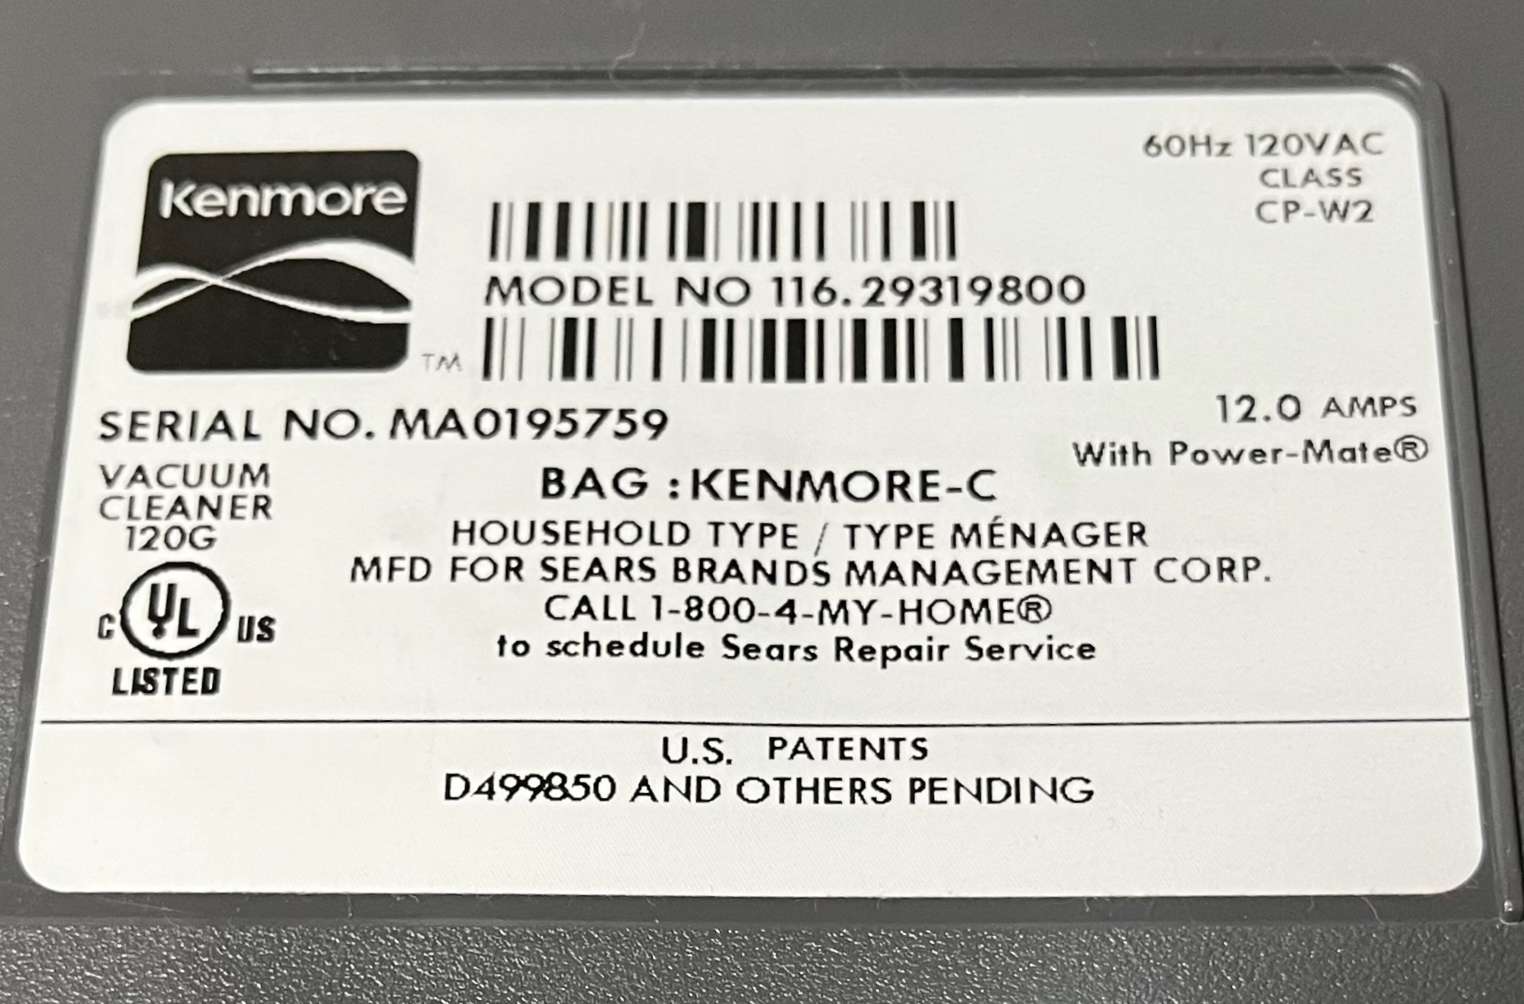 Kenmore
TM
60Hz 120VAC
CLASS
CP-W2
MODEL NO 116.29319800
SERIAL NO. MA0195759
12.0 AMPS
With Power-Mate®
VACUUM
CLEANER
120G
BAG : KENMORE-C
HOUSEHOLD TYPE / TYPE MÉNAGER
MFD FOR SEARS BRANDS MANAGEMENT CORP.
CALL 1-800-4-MY-HOME®
to schedule Sears Repair Service
C UL US
LISTED
U.S. PATENTS
D499850 AND OTHERS PENDING